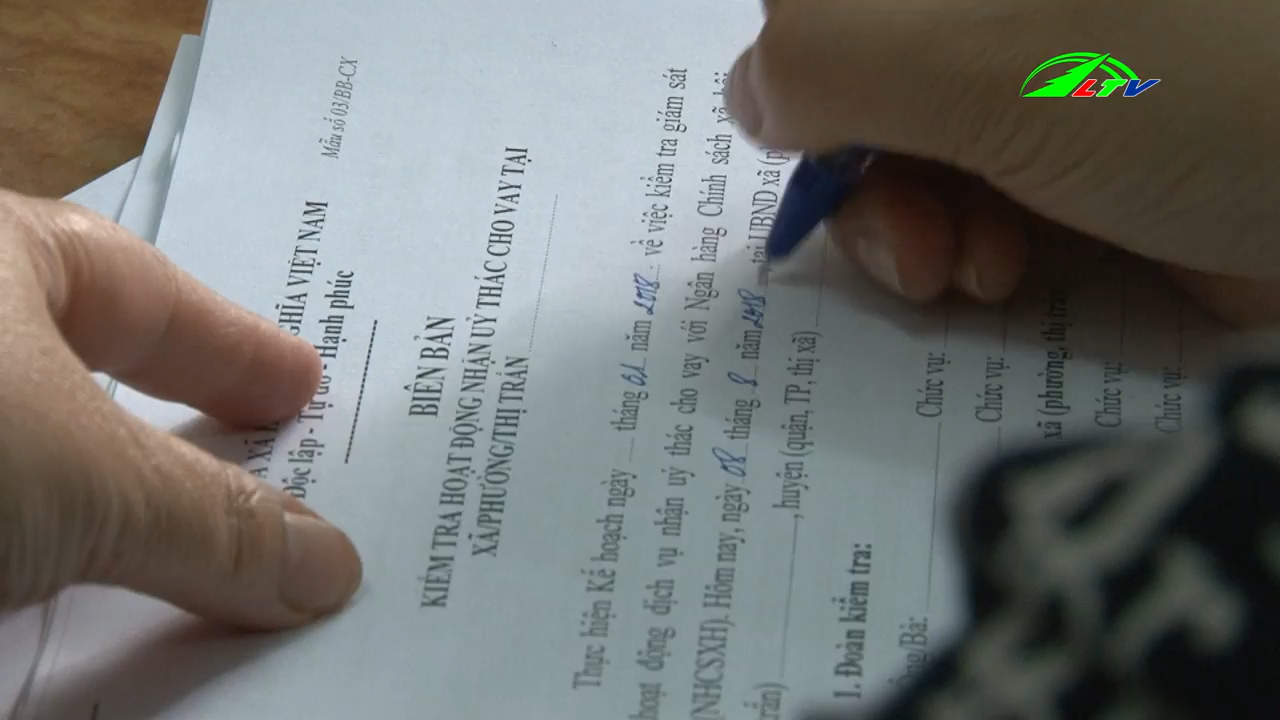 LTV
Mẫu số 03/BB-CX
NGHĨA VIỆT NAM
Độc lập - Tự do - Hạnh phúc
BIÊN BẢN
KIỂM TRA HOẠT ĐỘNG NHẬN UỶ THÁC CHO VAY TẠI
XÃ/PHƯỜNG/THỊ TRẤN
Thực hiện Kế hoạch ngày ..... tháng 01 năm 2018. về việc kiểm tra giám sát
hoạt động dịch vụ nhận uỷ thác cho vay với Ngân hàng Chính sách xã hội
(NHCSXH). Hôm nay, ngày 08 tháng 8 năm 2018 tại UBND xã
trấn) , huyện (quận, TP, thị xã)
1. Đoàn kiểm tra:
Ông/Bà: Chức vụ:
Chức vụ:
xã (phường, thị trấn
Chức vụ:
Chức vụ: